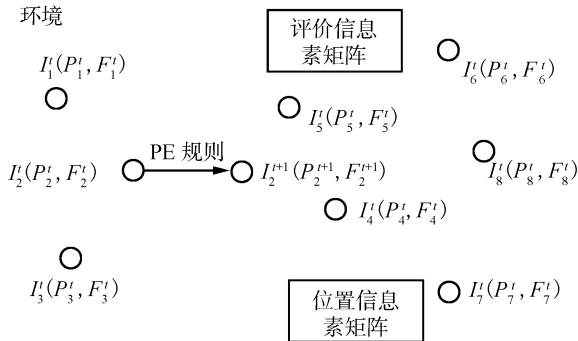 环境
评价信息
素矩阵
I₁ᵗ(P₁ᵗ, F₁ᵗ)
I₆ᵗ(P₆ᵗ, F₆ᵗ)
I₅ᵗ(P₅ᵗ, F₅ᵗ)
PE 规则
I₂ᵗ(P₂ᵗ, F₂ᵗ)
I₂ᵗ⁺¹(P₂ᵗ⁺¹, F₂ᵗ⁺¹)
I₈ᵗ(P₈ᵗ, F₈ᵗ)
I₄ᵗ(P₄ᵗ, F₄ᵗ)
I₃ᵗ(P₃ᵗ, F₃ᵗ)
位置信息
素矩阵
I₇ᵗ(P₇ᵗ, F₇ᵗ)